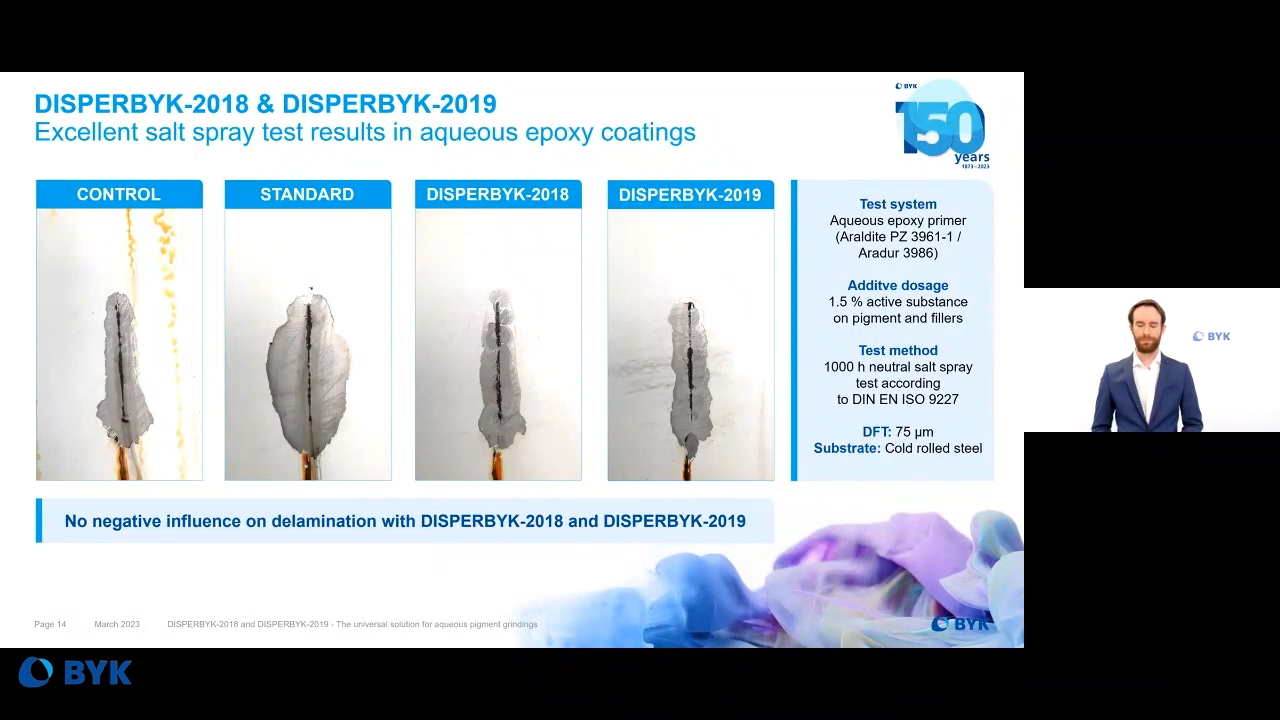 DISPERBYK-2018 & DISPERBYK-2019
Excellent salt spray test results in aqueous epoxy coatings
BYK
150
years
1873–2023
CONTROL
STANDARD
DISPERBYK-2018
DISPERBYK-2019
Test system
Aqueous epoxy primer
(Araldite PZ 3961-1 /
Aradur 3986)
Additve dosage
1.5 % active substance
on pigment and fillers
Test method
1000 h neutral salt spray
test according
to DIN EN ISO 9227
DFT: 75 µm
Substrate: Cold rolled steel
No negative influence on delamination with DISPERBYK-2018 and DISPERBYK-2019
Page 14 March 2023 DISPERBYK-2018 and DISPERBYK-2019 - The universal solution for aqueous pigment grindings
BYK
BYK
BYK